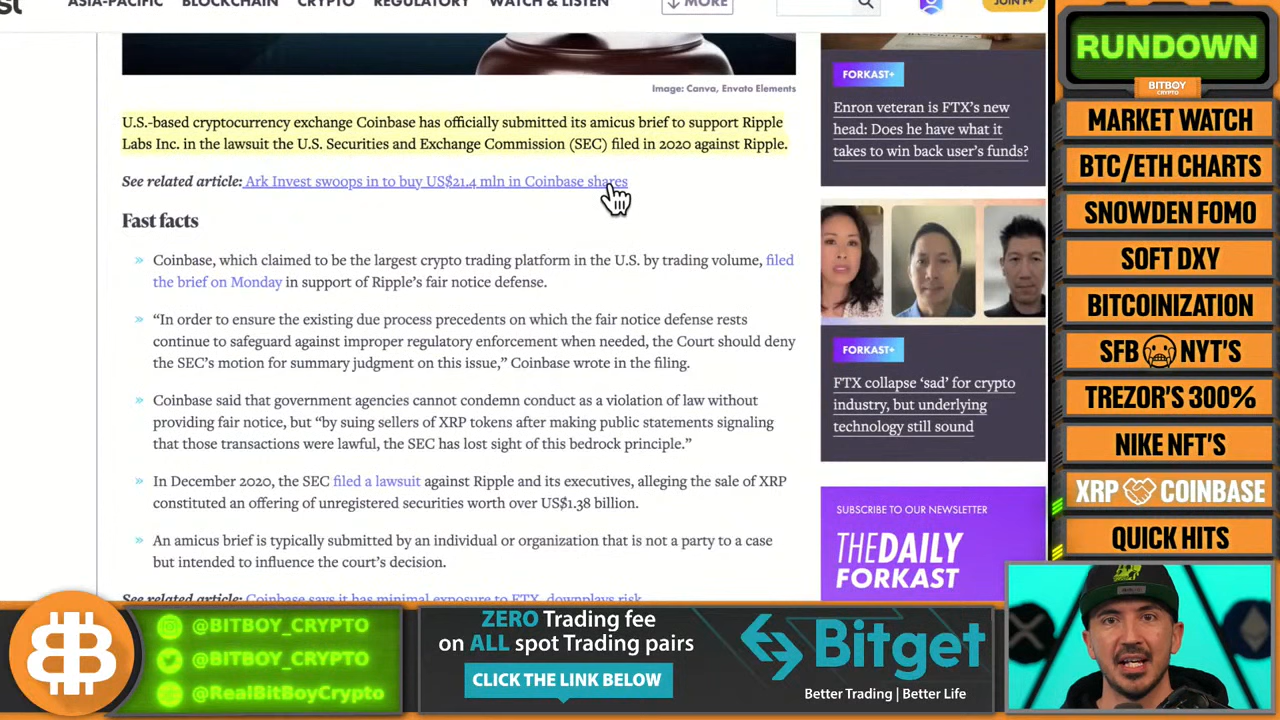 ASIA-PACIFIC BLOCKCHAIN CRYPTO REGULATORY WATCH & LISTEN
MORE
JOIN F+
Image: Canva, Envato Elements
U.S.-based cryptocurrency exchange Coinbase has officially submitted its amicus brief to support Ripple
Labs Inc. in the lawsuit the U.S. Securities and Exchange Commission (SEC) filed in 2020 against Ripple.
See related article: Ark Invest swoops in to buy US$21.4 mln in Coinbase shares
Fast facts
» Coinbase, which claimed to be the largest crypto trading platform in the U.S. by trading volume, filed
the brief on Monday in support of Ripple’s fair notice defense.
» “In order to ensure the existing due process precedents on which the fair notice defense rests
continue to safeguard against improper regulatory enforcement when needed, the Court should deny
the SEC’s motion for summary judgment on this issue,” Coinbase wrote in the filing.
» Coinbase said that government agencies cannot condemn conduct as a violation of law without
providing fair notice, but “by suing sellers of XRP tokens after making public statements signaling
that those transactions were lawful, the SEC has lost sight of this bedrock principle.”
» In December 2020, the SEC filed a lawsuit against Ripple and its executives, alleging the sale of XRP
constituted an offering of unregistered securities worth over US$1.38 billion.
» An amicus brief is typically submitted by an individual or organization that is not a party to a case
but intended to influence the court’s decision.
See related article: Coinbase says it has minimal exposure to FTX, downplays risk
FORKAST+
Enron veteran is FTX’s new
head: Does he have what it
takes to win back user’s funds?
FORKAST+
FTX collapse ‘sad’ for crypto
industry, but underlying
technology still sound
SUBSCRIBE TO OUR NEWSLETTER
THE DAILY
FORKAST
RUNDOWN
BITBOY
CRYPTO
MARKET WATCH
BTC/ETH CHARTS
SNOWDEN FOMO
SOFT DXY
BITCOINIZATION
SFB NYT'S
TREZOR'S 300%
NIKE NFT'S
XRP COINBASE
QUICK HITS
@BITBOY_CRYPTO
@BITBOY_CRYPTO
@RealBitBoyCrypto
ZERO Trading fee
on ALL spot Trading pairs
CLICK THE LINK BELOW
Bitget
Better Trading | Better Life